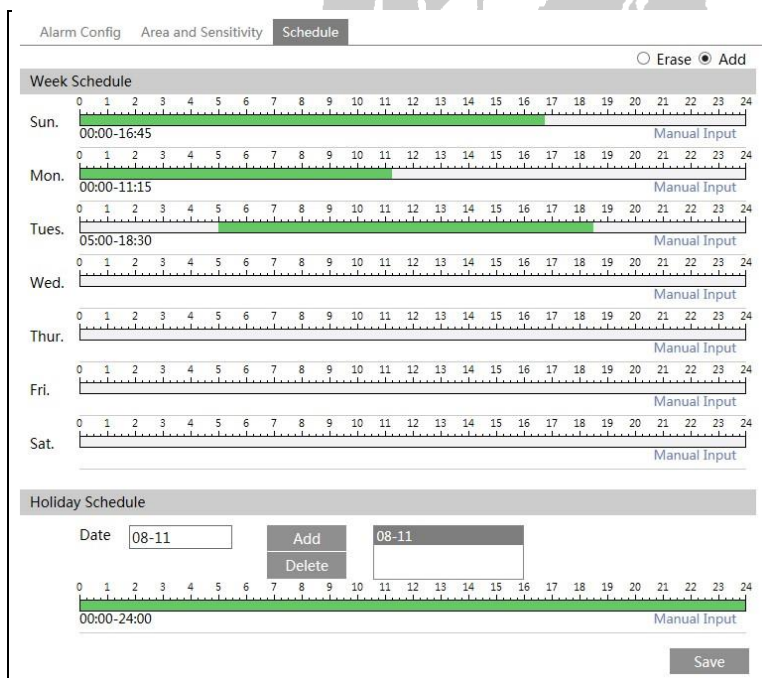 Alarm Config Area and Sensitivity Schedule
Erase Add
Week Schedule
0 1 2 3 4 5 6 7 8 9 10 11 12 13 14 15 16 17 18 19 20 21 22 23 24
Sun.
00:00-16:45 Manual Input
0 1 2 3 4 5 6 7 8 9 10 11 12 13 14 15 16 17 18 19 20 21 22 23 24
Mon.
00:00-11:15 Manual Input
0 1 2 3 4 5 6 7 8 9 10 11 12 13 14 15 16 17 18 19 20 21 22 23 24
Tues.
05:00-18:30 Manual Input
0 1 2 3 4 5 6 7 8 9 10 11 12 13 14 15 16 17 18 19 20 21 22 23 24
Wed.
Manual Input
0 1 2 3 4 5 6 7 8 9 10 11 12 13 14 15 16 17 18 19 20 21 22 23 24
Thur.
Manual Input
0 1 2 3 4 5 6 7 8 9 10 11 12 13 14 15 16 17 18 19 20 21 22 23 24
Fri.
Manual Input
0 1 2 3 4 5 6 7 8 9 10 11 12 13 14 15 16 17 18 19 20 21 22 23 24
Sat.
Manual Input
Holiday Schedule
Date 08-11 Add 08-11
Delete
0 1 2 3 4 5 6 7 8 9 10 11 12 13 14 15 16 17 18 19 20 21 22 23 24
00:00-24:00 Manual Input
Save